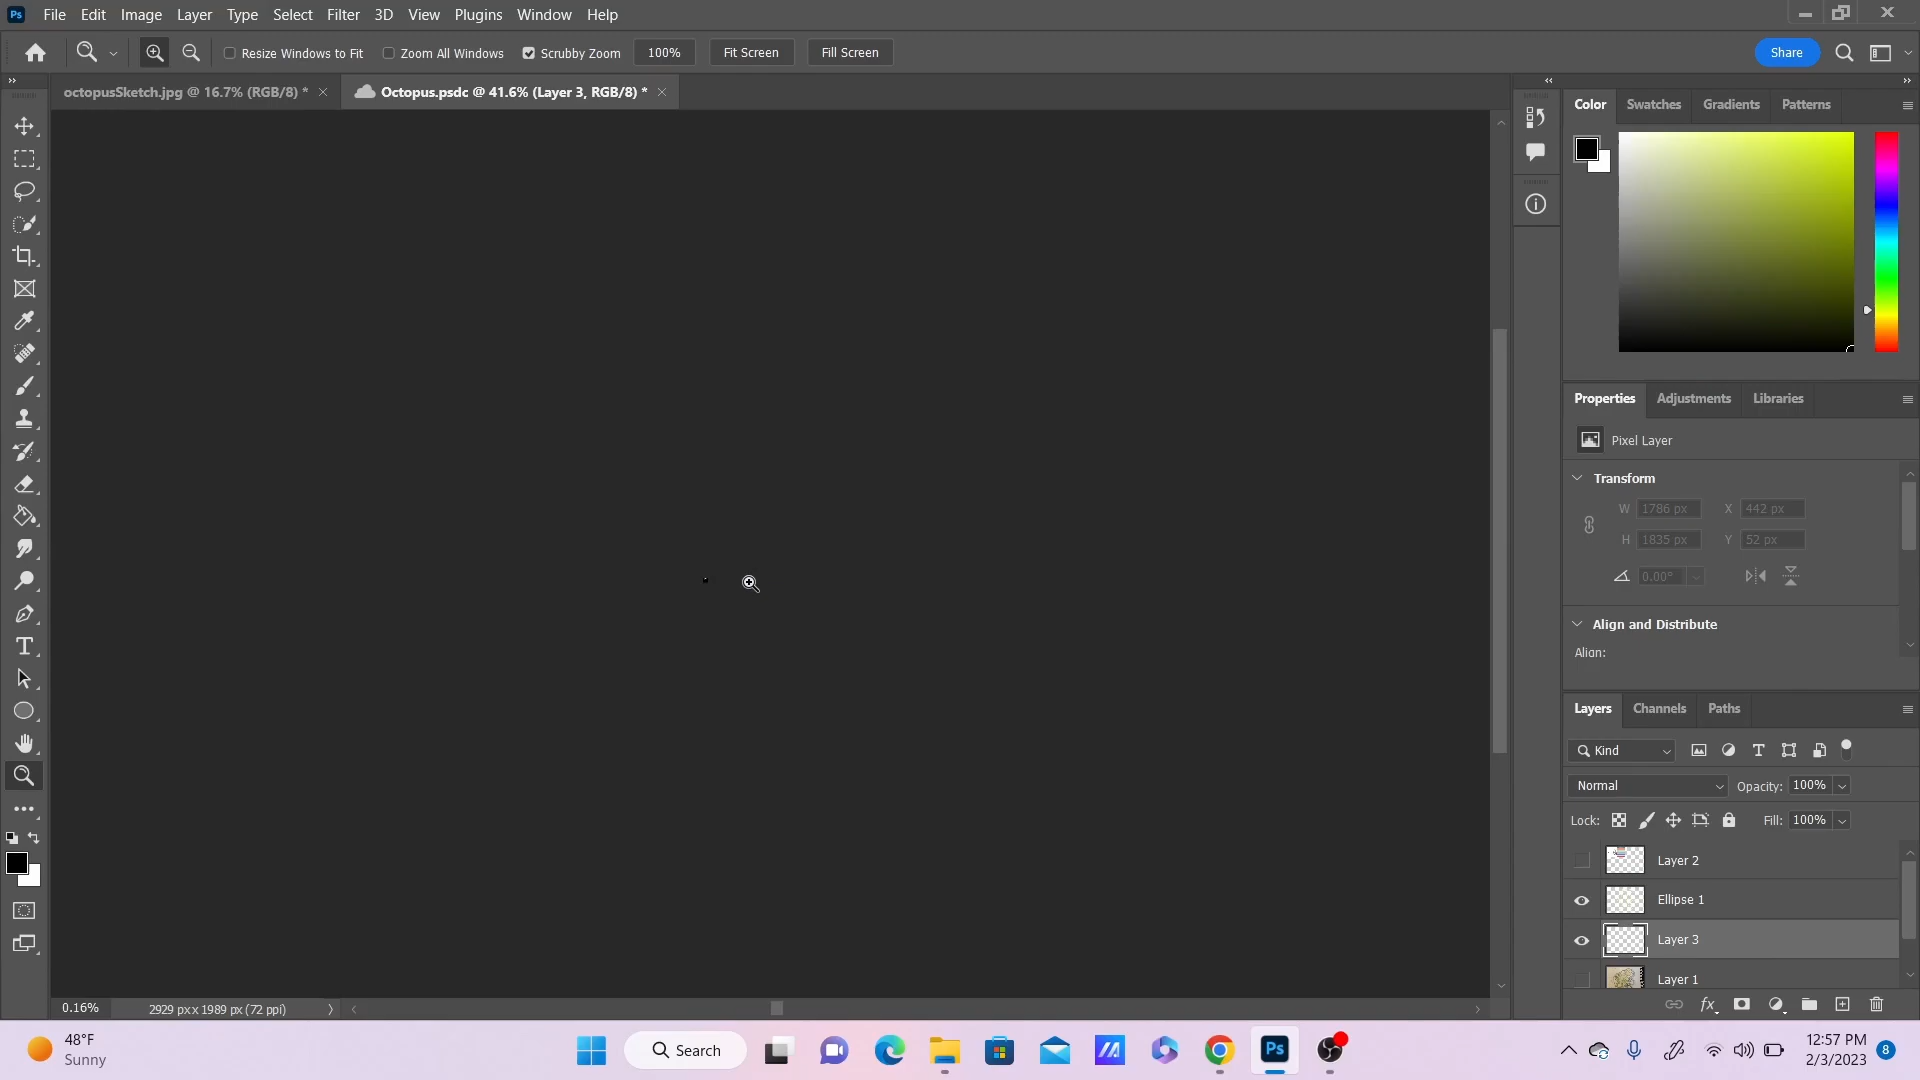 Ps File Edit Image Layer Type Select Filter 3D View Plugins Window Help
Resize Windows to Fit Zoom All Windows Scrubby Zoom 100% Fit Screen Fill Screen Share
octopusSketch.jpg @ 16.7% (RGB/8) * Octopus.psdc @ 41.6% (Layer 3, RGB/8) *
Color Swatches Gradients Patterns
Properties Adjustments Libraries
Pixel Layer
Transform
W 1786 px X 442 px
H 1835 px Y 52 px
0.00°
Align and Distribute
Align:
Layers Channels Paths
Kind
Normal Opacity: 100%
Lock: Fill: 100%
Layer 2
Ellipse 1
Layer 3
Layer 1
0.16% 2929 px x 1989 px (72 ppi)
48°F
Sunny
Search
Ps
12:57 PM
2/3/2023
8